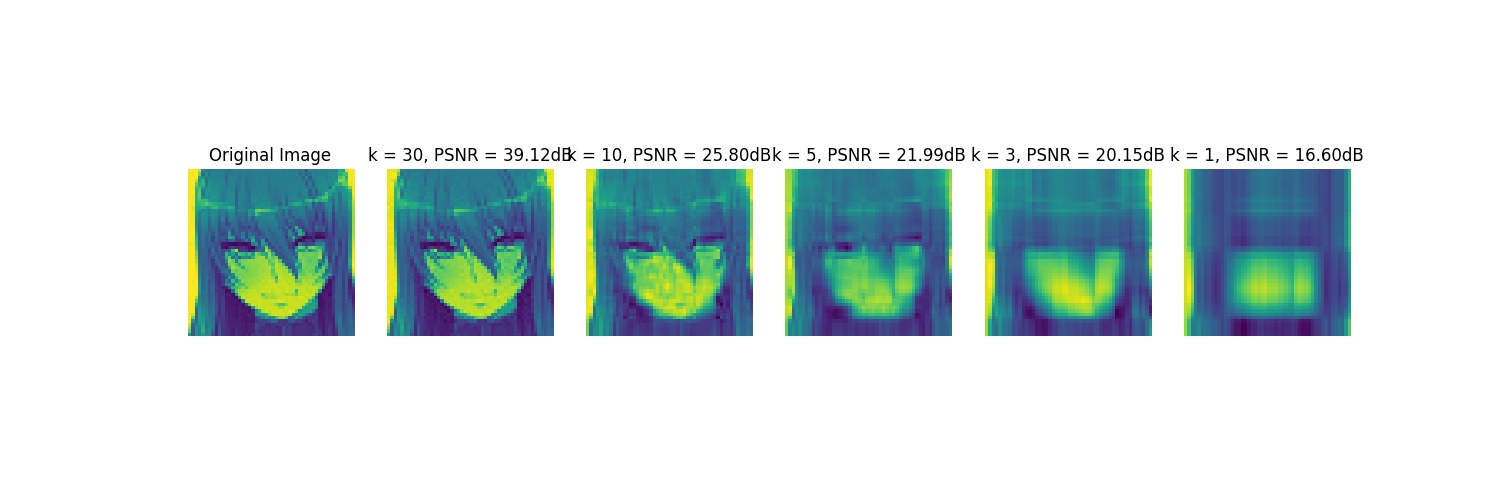 Original Image
k = 30, PSNR = 39.12dB
k = 10, PSNR = 25.80dB
k = 5, PSNR = 21.99dB
k = 3, PSNR = 20.15dB
k = 1, PSNR = 16.60dB